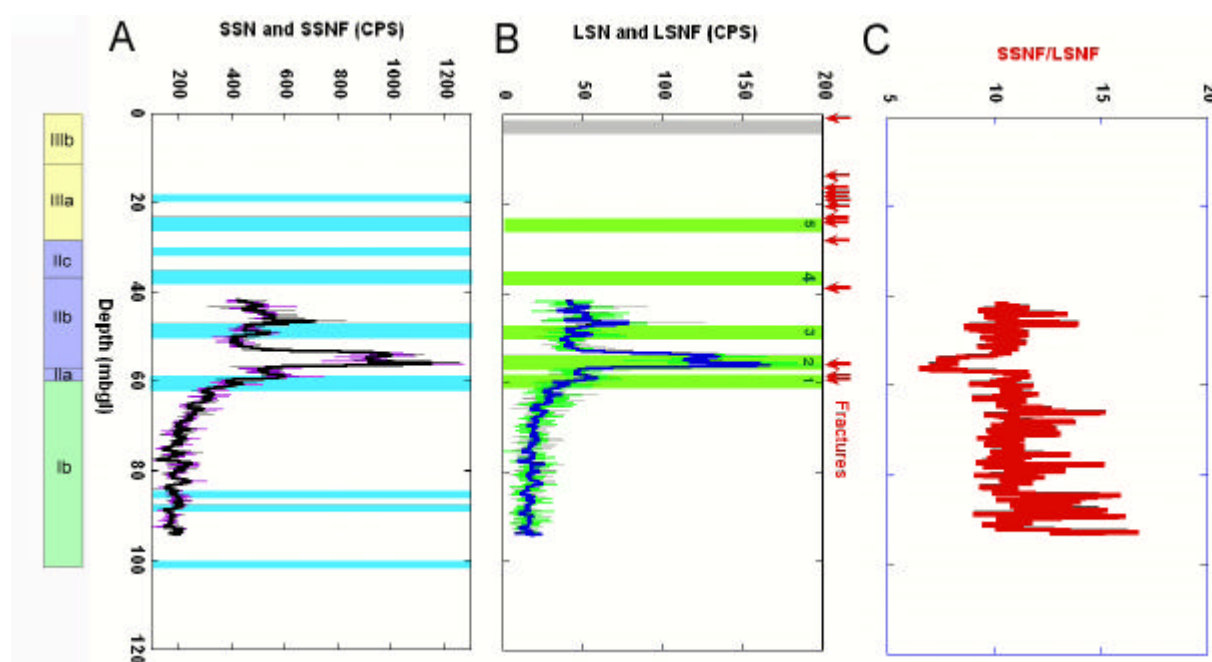 A
SSN and SSNF (CPS)
200
400
600
800
1000
1200
B
LSN and LSNF (CPS)
0
50
100
150
200
C
SSNF/LSNF
5
10
15
20
IIIb
IIIa
IIc
IIb
IIa
Ib
0
20
40
60
80
100
120
Depth (mbgl)
5
4
3
2
1
Fractures